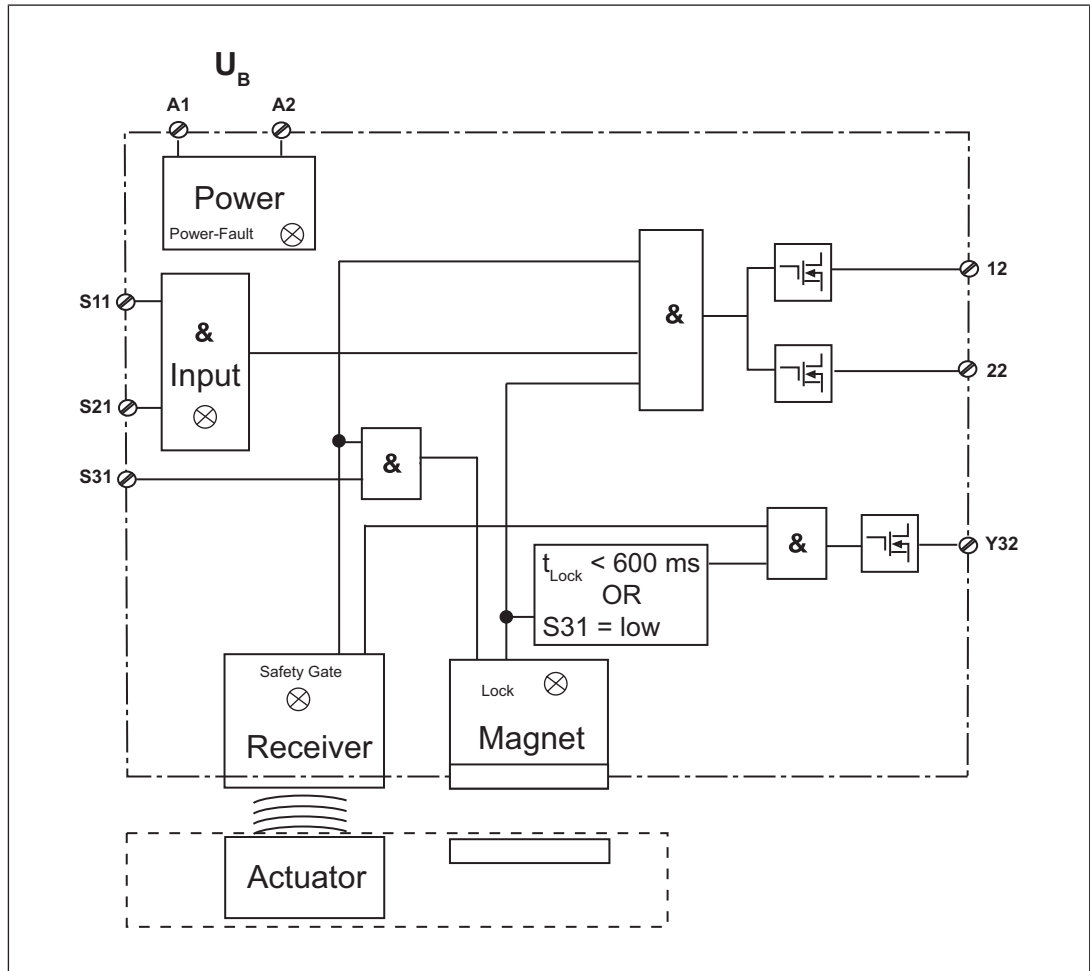 U_B
A1
A2
Power
Power-Fault
S11
&
Input
S21
S31
&
&
12
22
&
Y32
t_Lock < 600 ms
OR
S31 = low
Safety Gate
Receiver
Lock
Magnet
Actuator